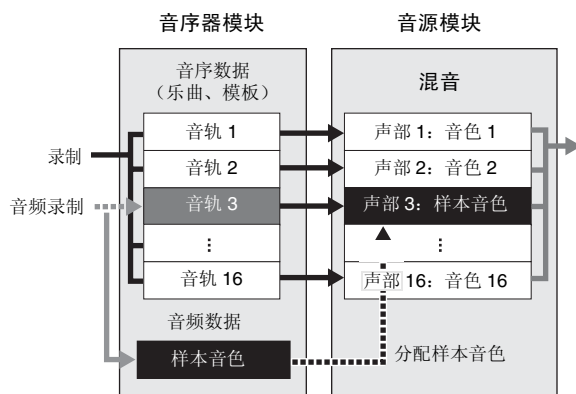 音序器模块
音源模块
音序数据
（乐曲、模板）
混音
音轨 1
声部 1：音色 1
录制
音轨 2
声部 2：音色 2
音频录制
音轨 3
声部 3：样本音色
⋮
⋮
音轨 16
声部 16：音色 16
音频数据
样本音色
分配样本音色